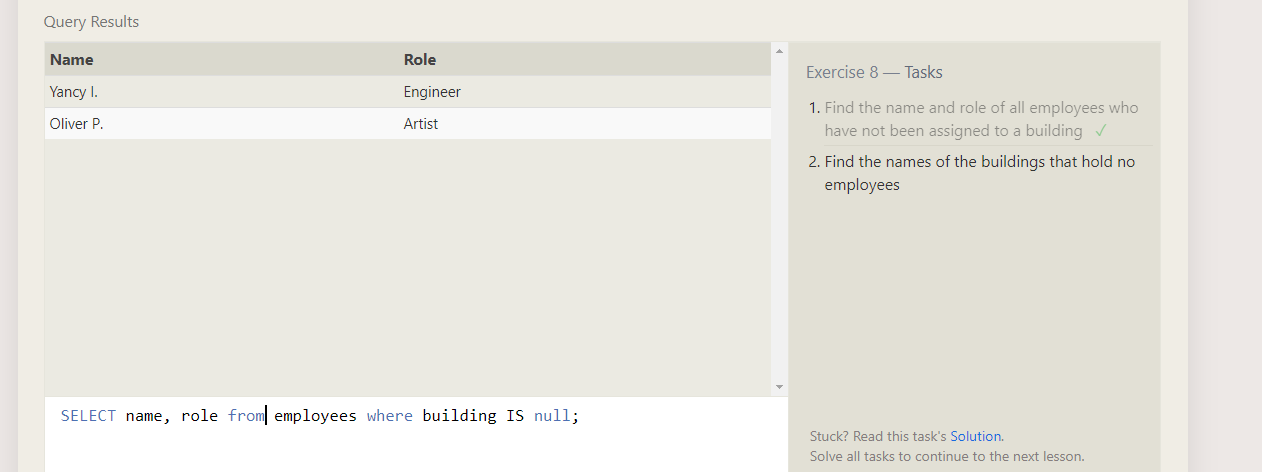 Query Results
Name Role
Yancy I. Engineer
Oliver P. Artist
SELECT name, role from employees where building IS null;
Exercise 8 — Tasks
1. Find the name and role of all employees who
have not been assigned to a building ✓
2. Find the names of the buildings that hold no
employees
Stuck? Read this task's Solution.
Solve all tasks to continue to the next lesson.